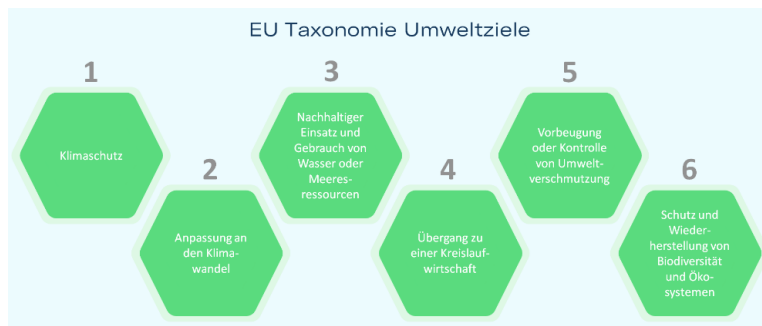 EU Taxonomie Umweltziele
1
Klimaschutz
2
Anpassung an
den Klima-
wandel
3
Nachhaltiger
Einsatz und
Gebrauch von
Wasser oder
Meeres-
ressourcen
4
Übergang zu
einer Kreislauf-
wirtschaft
5
Vorbeugung
oder Kontrolle
von Umwelt-
verschmutzung
6
Schutz und
Wieder-
herstellung von
Biodiversität
und Öko-
systemen